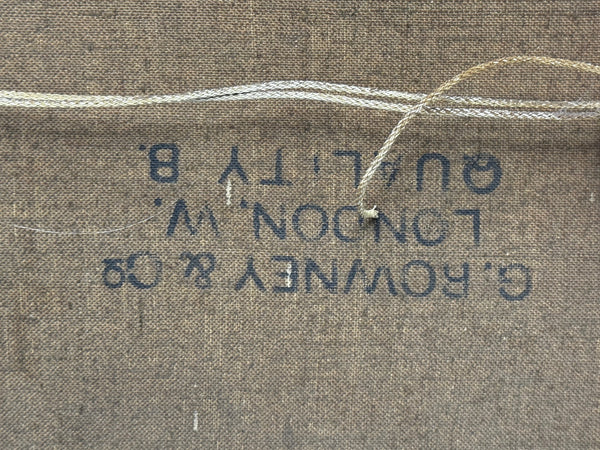 G. ROWNEY & CO
LONDON, W.
QUALITY B.